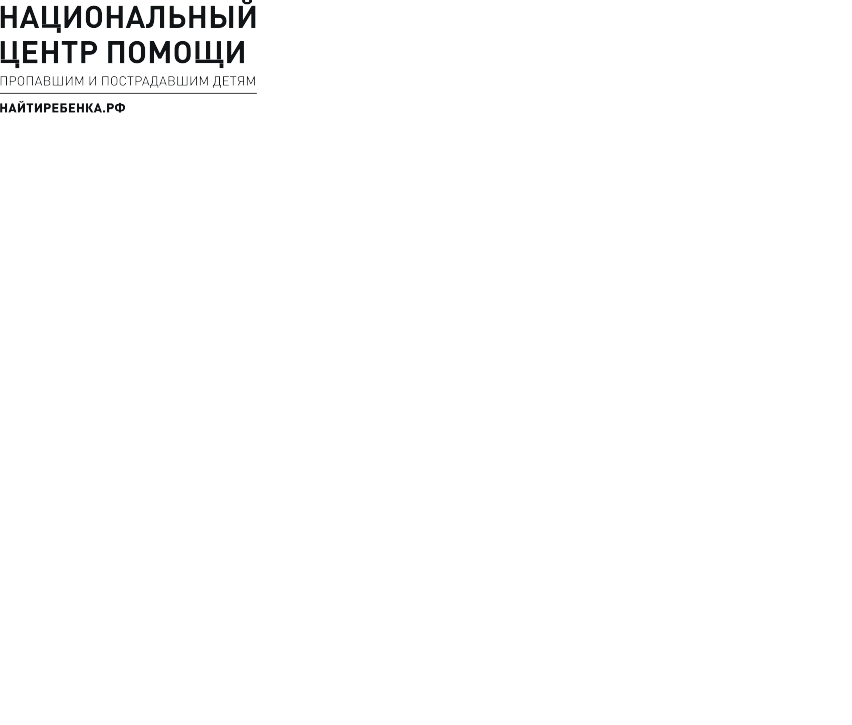 НАЦИОНАЛЬНЫЙ
ЦЕНТР ПОМОЩИ
ПРОПАВШИМ И ПОСТРАДАВШИМ ДЕТЯМ
НАЙТИРЕБЕНКА.РФ